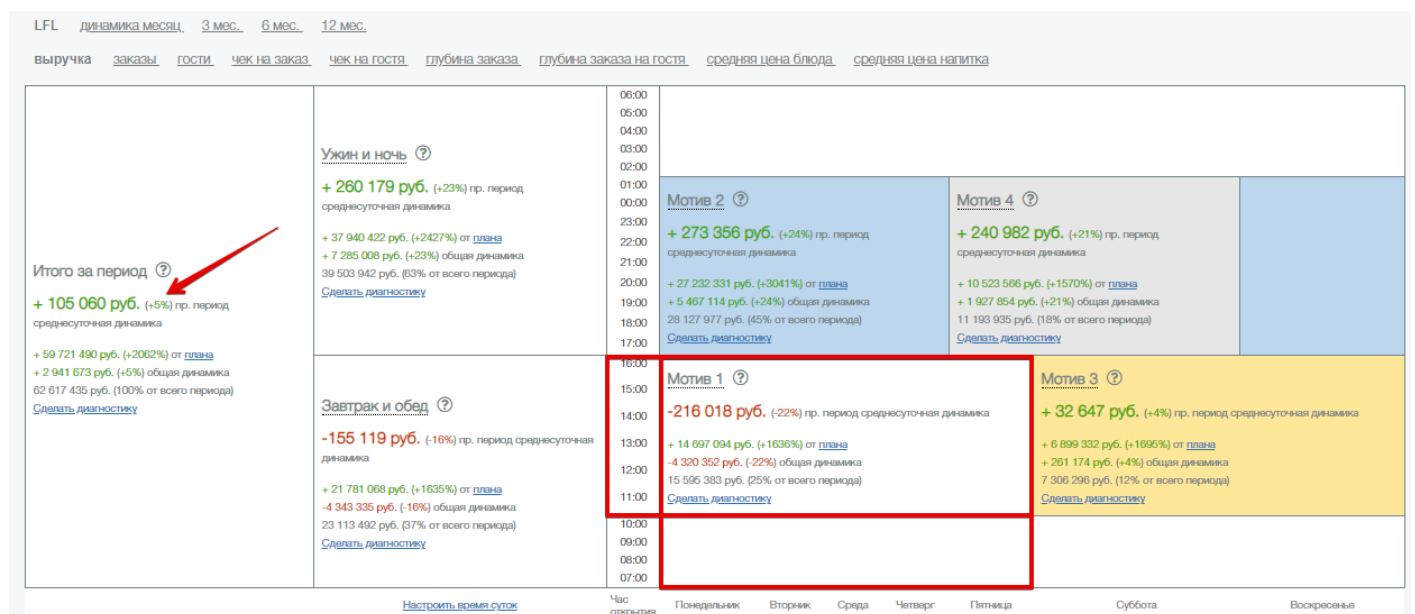 LFL динамика месяц 3 мес. 6 мес. 12 мес.
выручка заказы гости чек на заказ чек на гостя глубина заказа глубина заказа на гостя средняя цена блюда средняя цена напитка
Итого за период ?
+ 105 060 руб. (+5%) пр. период
среднесуточная динамика
+ 59 721 490 руб. (+2062%) от плана
+ 2 941 673 руб. (+5%) общая динамика
62 617 435 руб. (100% от всего периода)
Сделать диагностику
Ужин и ночь ?
+ 260 179 руб. (+23%) пр. период
среднесуточная динамика
+ 37 940 422 руб. (+2427%) от плана
+ 7 285 008 руб. (+23%) общая динамика
39 503 942 руб. (63% от всего периода)
Сделать диагностику
Завтрак и обед ?
-155 119 руб. (-16%) пр. период среднесуточная
динамика
+ 21 781 068 руб. (+1635%) от плана
-4 343 335 руб. (-16%) общая динамика
23 113 492 руб. (37% от всего периода)
Сделать диагностику
06:00
05:00
04:00
03:00
02:00
01:00
00:00
23:00
22:00
21:00
20:00
19:00
18:00
17:00
16:00
15:00
14:00
13:00
12:00
11:00
10:00
09:00
08:00
07:00
Мотив 2 ?
+ 273 356 руб. (+24%) пр. период
среднесуточная динамика
+ 27 232 331 руб. (+3041%) от плана
+ 5 467 114 руб. (+24%) общая динамика
28 127 977 руб. (45% от всего периода)
Сделать диагностику
Мотив 4 ?
+ 240 982 руб. (+21%) пр. период
среднесуточная динамика
+ 10 523 566 руб. (+1570%) от плана
+ 1 927 854 руб. (+21%) общая динамика
11 193 935 руб. (18% от всего периода)
Сделать диагностику
Мотив 1 ?
-216 018 руб. (-22%) пр. период среднесуточная динамика
+ 14 697 094 руб. (+1636%) от плана
-4 320 352 руб. (-22%) общая динамика
15 595 383 руб. (25% от всего периода)
Сделать диагностику
Мотив 3 ?
+ 32 647 руб. (+4%) пр. период среднесуточная динамика
+ 6 899 332 руб. (+1695%) от плана
+ 261 174 руб. (+4%) общая динамика
7 306 296 руб. (12% от всего периода)
Сделать диагностику
Настроить время суток
Час
открытия
Понедельник Вторник Среда Четверг Пятница Суббота Воскресенье